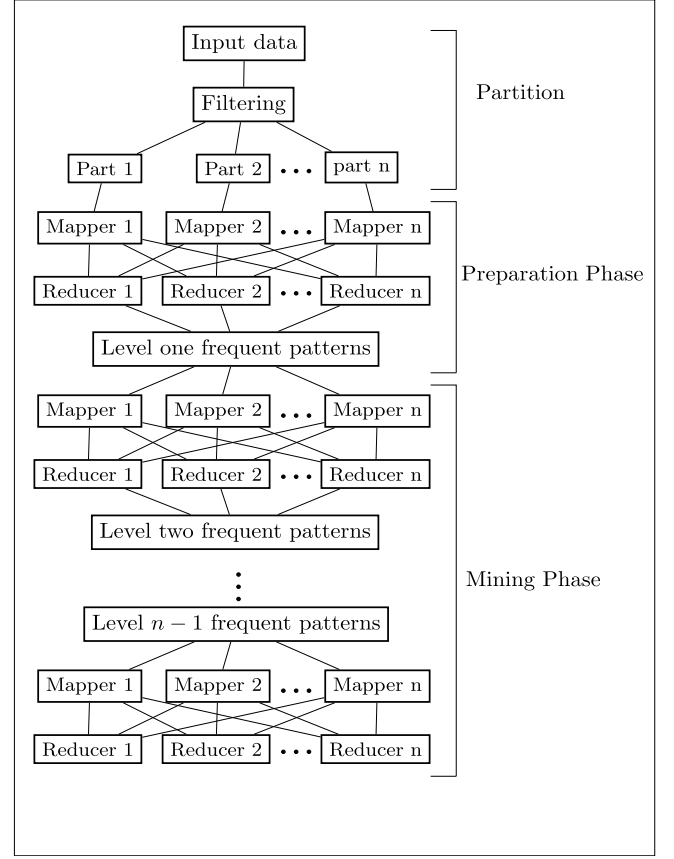 Input data
Partition
Filtering
Part 1 Part 2 ... part n
Mapper 1 Mapper 2 ... Mapper n
Preparation Phase
Reducer 1 Reducer 2 ... Reducer n
Level one frequent patterns
Mapper 1 Mapper 2 ... Mapper n
Reducer 1 Reducer 2 ... Reducer n
Level two frequent patterns
⋮
Mining Phase
Level n − 1 frequent patterns
Mapper 1 Mapper 2 ... Mapper n
Reducer 1 Reducer 2 ... Reducer n